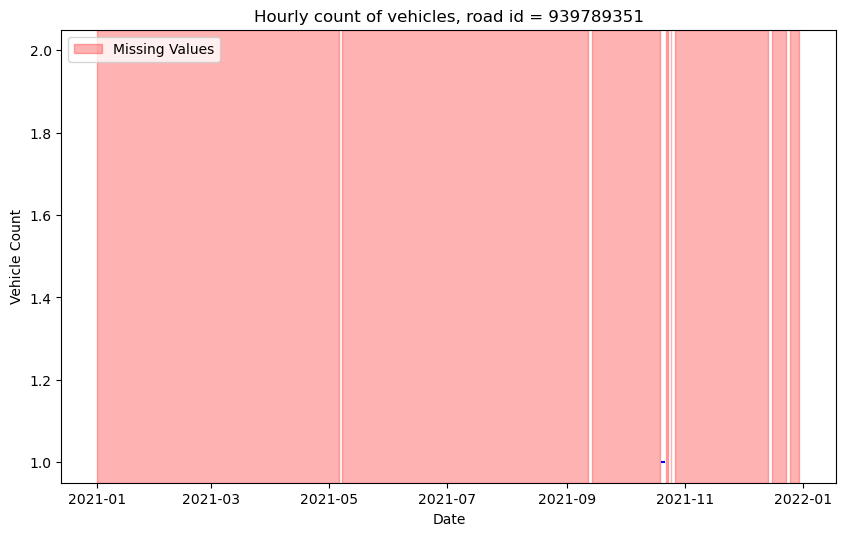 Hourly count of vehicles, road id = 939789351
Missing Values
Vehicle Count
2.0
1.8
1.6
1.4
1.2
1.0
2021-01 2021-03 2021-05 2021-07 2021-09 2021-11 2022-01
Date